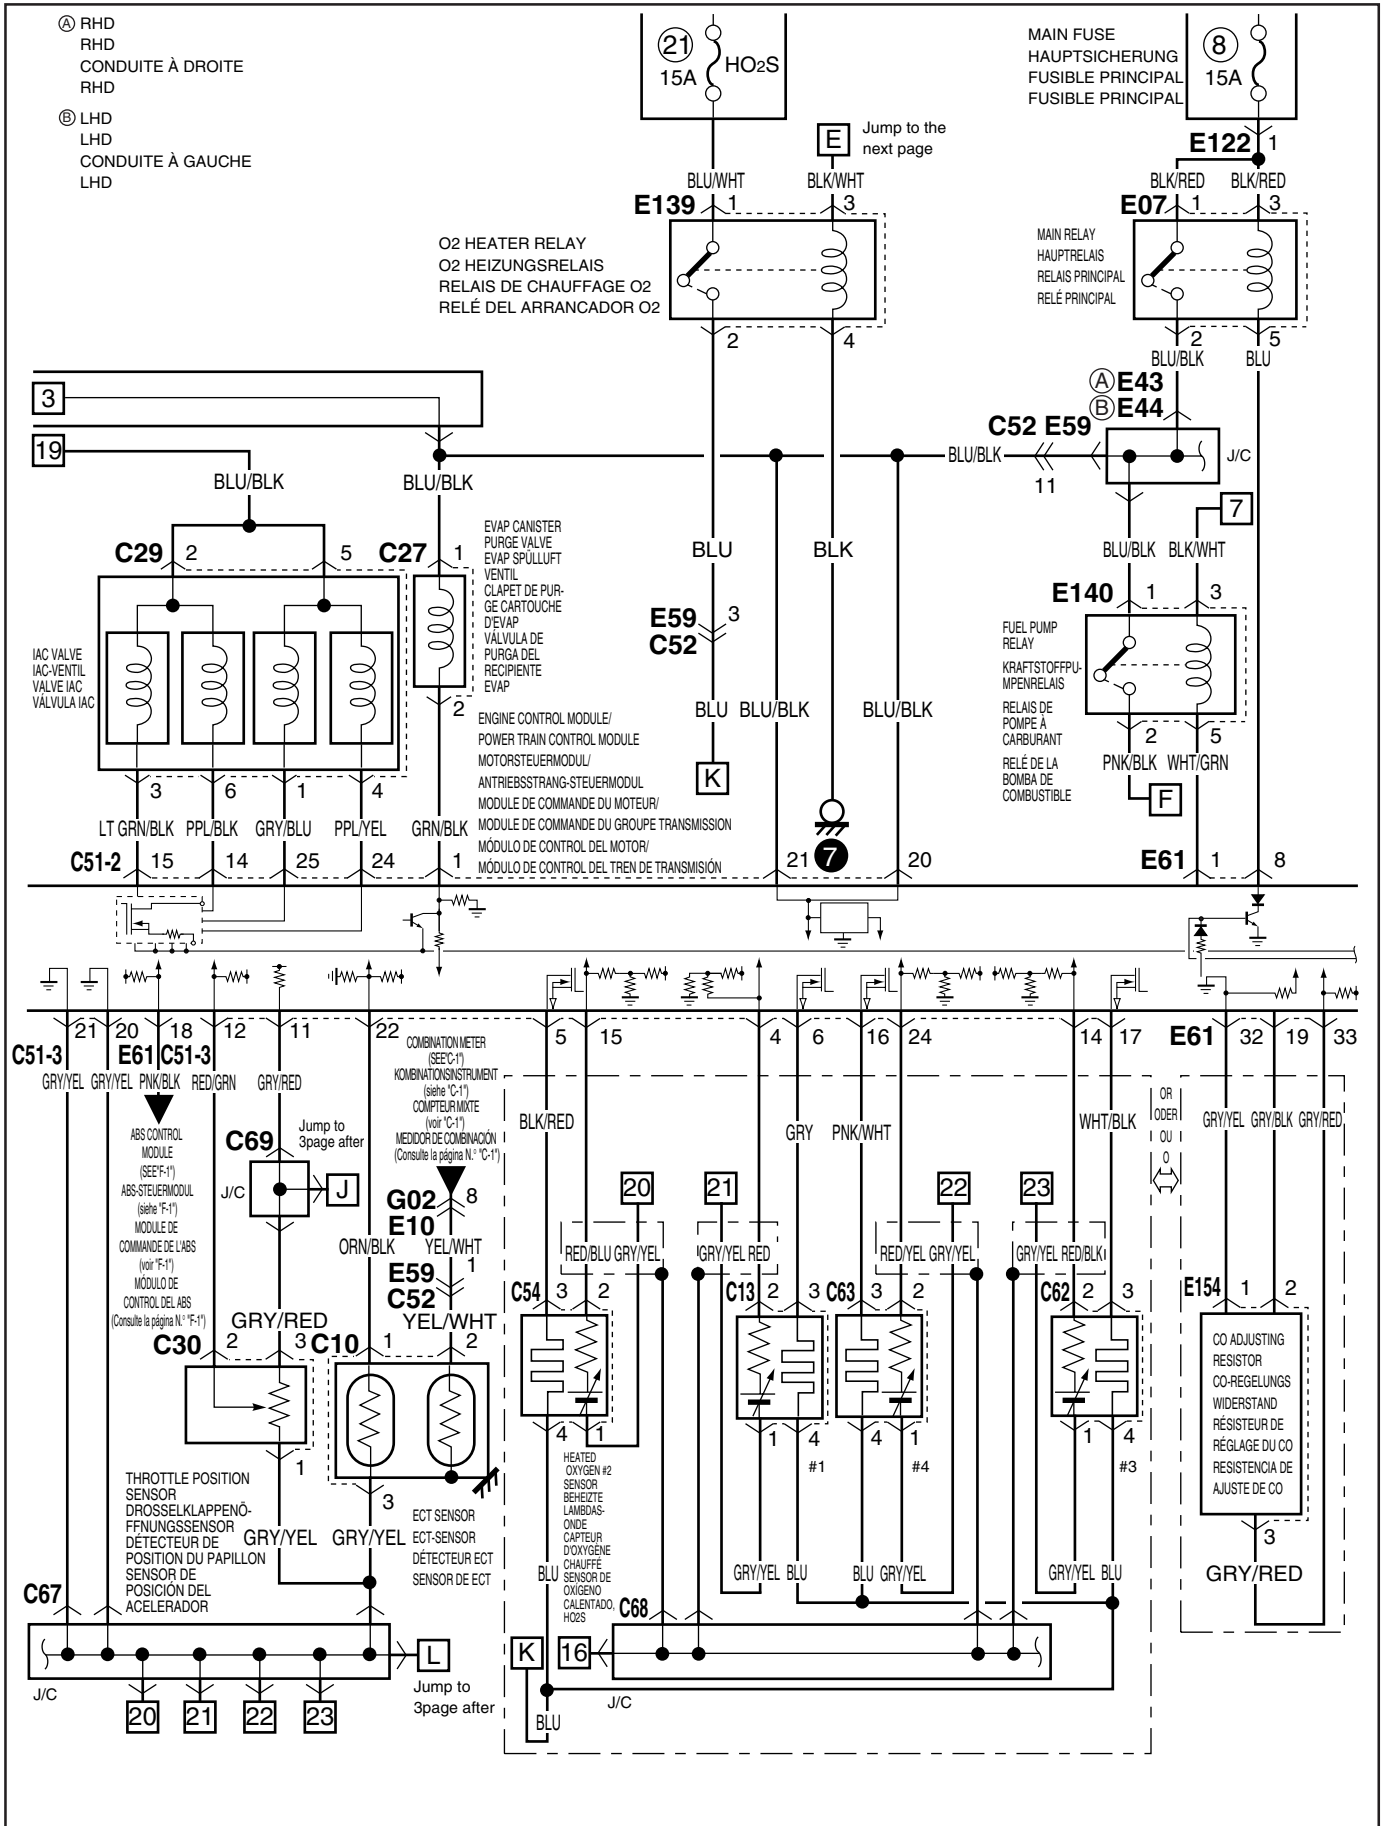 Ⓐ RHD
RHD
CONDUITE À DROITE
RHD
Ⓑ LHD
LHD
CONDUITE À GAUCHE
LHD
21
15A
HO2S
MAIN FUSE
HAUPTSICHERUNG
FUSIBLE PRINCIPAL
FUSIBLE PRINCIPAL
8
15A
E
Jump to the
next page
E122 1
BLU/WHT BLK/WHT
BLK/RED BLK/RED
E139 1 3
E07 1 3
O2 HEATER RELAY
O2 HEIZUNGSRELAIS
RELAIS DE CHAUFFAGE O2
RELÉ DEL ARRANCADOR O2
MAIN RELAY
HAUPTRELAIS
RELAIS PRINCIPAL
RELÉ PRINCIPAL
2 4
2 5
BLU/BLK BLU
Ⓐ E43
Ⓑ E44
3
19
C52 E59
BLU/BLK
11
J/C
7
BLU/BLK
BLU/BLK
C29 2 5
C27 1
EVAP CANISTER
PURGE VALVE
EVAP SPÜLLUFT
VENTIL
CLAPET DE PUR-
GE CARTOUCHE
D'EVAP
VÁLVULA DE
PURGA DEL
RECIPIENTE
EVAP
BLU BLK
BLU/BLK BLK/WHT
E140 1 3
E59 3
C52
FUEL PUMP
RELAY
KRAFTSTOFFPU-
MPENRELAIS
RELAIS DE
POMPE À
CARBURANT
RELÉ DE LA
BOMBA DE
COMBUSTIBLE
IAC VALVE
IAC-VENTIL
VALVE IAC
VÁLVULA IAC
2
BLU BLU/BLK BLU/BLK
2 5
PNK/BLK WHT/GRN
K
F
ENGINE CONTROL MODULE/
POWER TRAIN CONTROL MODULE
MOTORSTEUERMODUL/
ANTRIEBSSTRANG-STEUERMODUL
MODULE DE COMMANDE DU MOTEUR/
MODULE DE COMMANDE DU GROUPE TRANSMISSION
MÓDULO DE CONTROL DEL MOTOR/
MÓDULO DE CONTROL DEL TREN DE TRANSMISIÓN
3 6 1 4
LT GRN/BLK PPL/BLK GRY/BLU PPL/YEL GRN/BLK
C51-2 15 14 25 24 1
21 7 20
E61 1 8
21 20 18 12 11 22
5 15 4 6 16 24 14 17
E61 32 19 33
C51-3 E61 C51-3
GRY/YEL GRY/YEL PNK/BLK RED/GRN GRY/RED
COMBINATION METER
(SEE"C-1")
KOMBINATIONSINSTRUMENT
(siehe "C-1")
COMPTEUR MIXTE
(voir "C-1")
MEDIDOR DE COMBINACIÓN
(Consulte la página N.° "C-1")
OR
ODER
OU
O
BLK/RED GRY PNK/WHT WHT/BLK
GRY/YEL GRY/BLK GRY/RED
ABS CONTROL
MODULE
(SEE"F-1")
ABS-STEUERMODUL
(siehe "F-1")
MODULE DE
COMMANDE DE L'ABS
(voir "F-1")
MÓDULO DE
CONTROL DEL ABS
(Consulte la página N.° "F-1")
C69
Jump to
3page after
J/C
J
G02 8
E10
ORN/BLK YEL/WHT
1
E59
C52
YEL/WHT
20 21 22 23
RED/BLU GRY/YEL GRY/YEL RED RED/YEL GRY/YEL GRY/YEL RED/BLK
GRY/RED
C30 2 3
C10 1 2
C54 3 2
C13 2 3
C63 3 2
C62 2 3
E154 1 2
CO ADJUSTING
RESISTOR
CO-REGELUNGS
WIDERSTAND
RÉSISTEUR DE
RÉGLAGE DU CO
RESISTENCIA DE
AJUSTE DE CO
1
3
4 1
1 4
4 1
1 4
#1 #4 #3
3
GRY/RED
THROTTLE POSITION
SENSOR
DROSSELKLAPPENÖ-
FFNUNGSSENSOR
DÉTECTEUR DE
POSITION DU PAPILLON
SENSOR DE
POSICIÓN DEL
ACELERADOR
GRY/YEL GRY/YEL
ECT SENSOR
ECT-SENSOR
DÉTECTEUR ECT
SENSOR DE ECT
HEATED
OXYGEN #2
SENSOR
BEHEIZTE
LAMBDAS-
ONDE
CAPTEUR
D'OXYGÈNE
CHAUFFÉ
SENSOR DE
OXÍGENO
CALENTADO,
HO2S
BLU
GRY/YEL BLU BLU GRY/YEL GRY/YEL BLU
C67
C68
L
Jump to
3page after
J/C
20 21 22 23
K
16
J/C
BLU